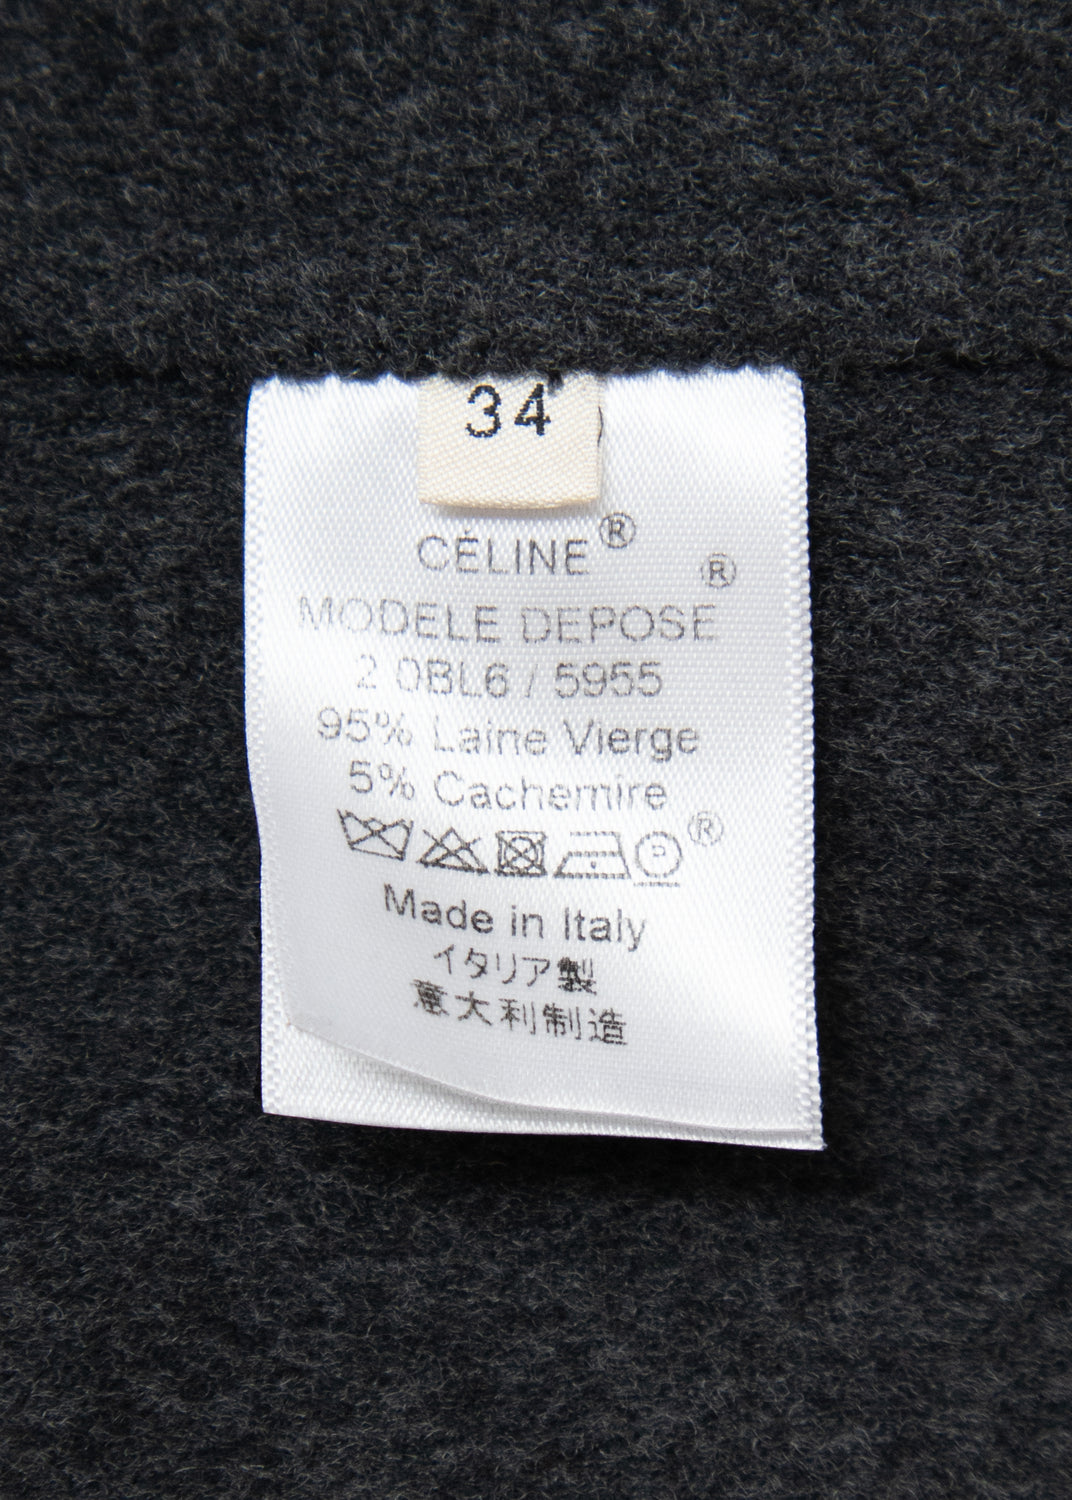 34
CÉLINE®
®
MODELE DEPOSE
2 0BL6 / 5955
95% Laine Vierge
5% Cachemire
P ®
Made in Italy
イタリア製
意大利制造